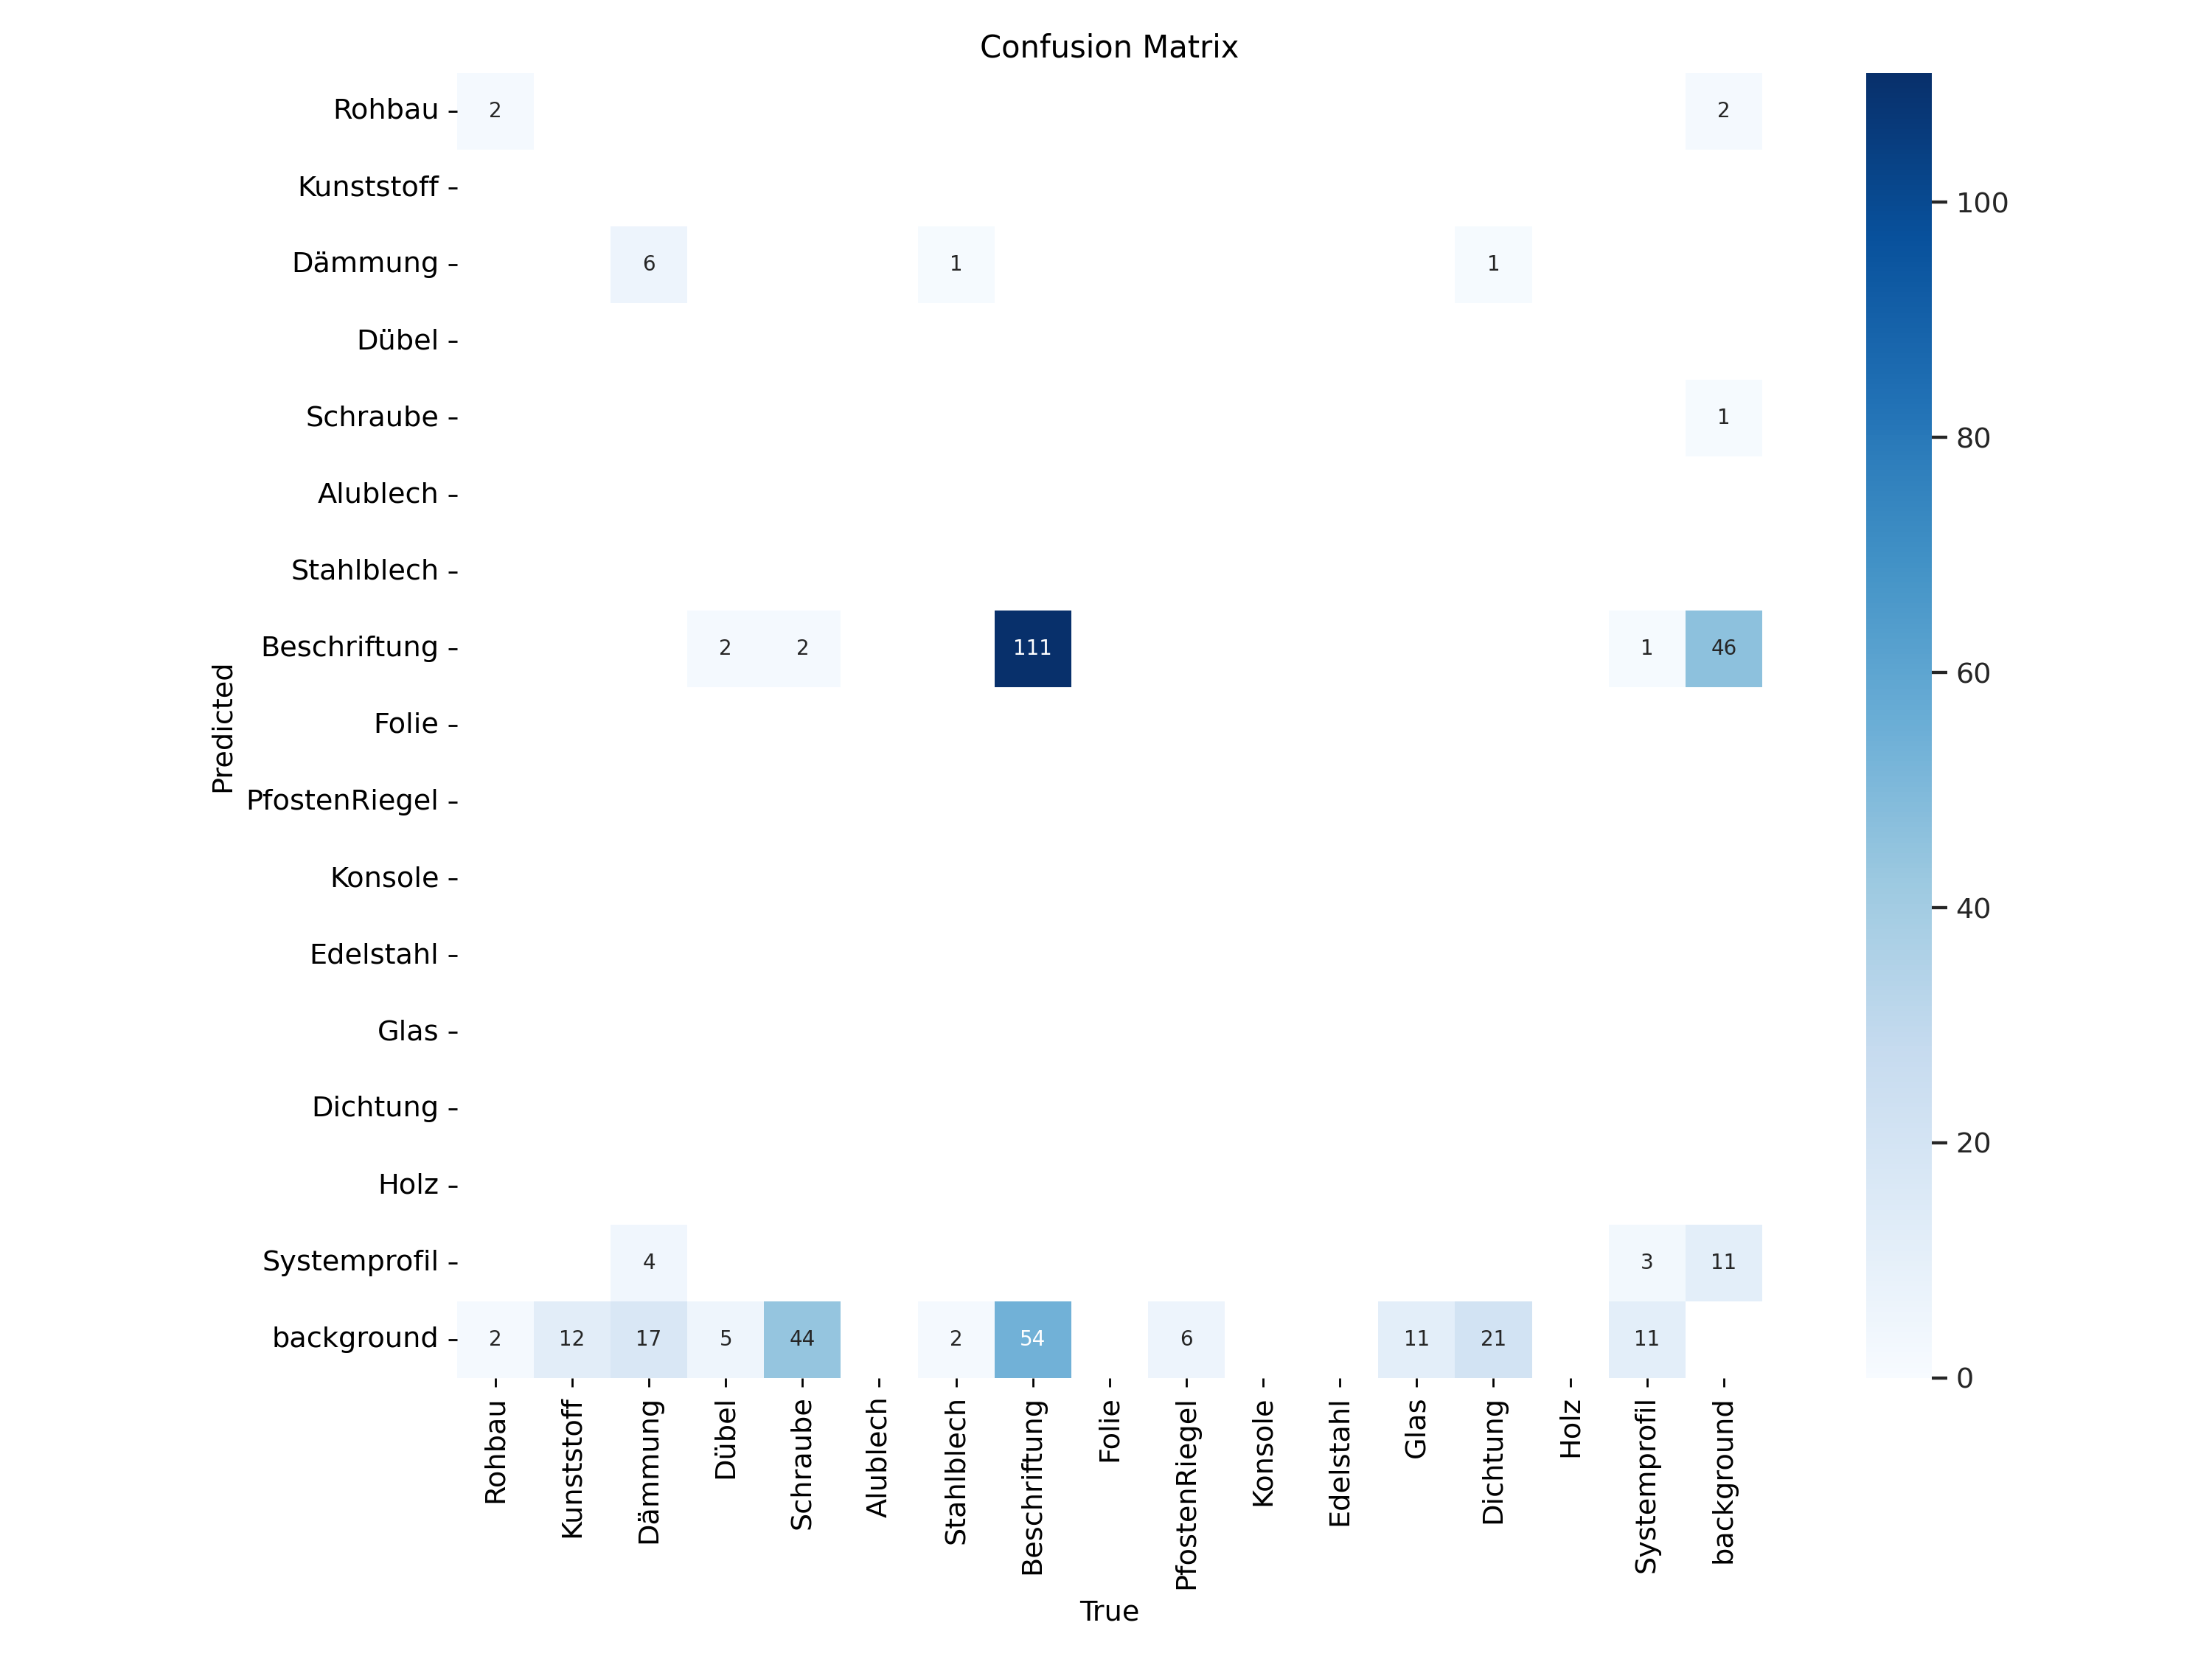 Confusion Matrix
Predicted
Rohbau 2 2
Kunststoff
Dämmung 6 1 1
Dübel
Schraube 1
Alublech
Stahlblech
Beschriftung 2 2 111 1 46
Folie
PfostenRiegel
Konsole
Edelstahl
Glas
Dichtung
Holz
Systemprofil 4 3 11
background 2 12 17 5 44 2 54 6 11 21 11
Rohbau
Kunststoff
Dämmung
Dübel
Schraube
Alublech
Stahlblech
Beschriftung
Folie
PfostenRiegel
Konsole
Edelstahl
Glas
Dichtung
Holz
Systemprofil
background
True
100
80
60
40
20
0